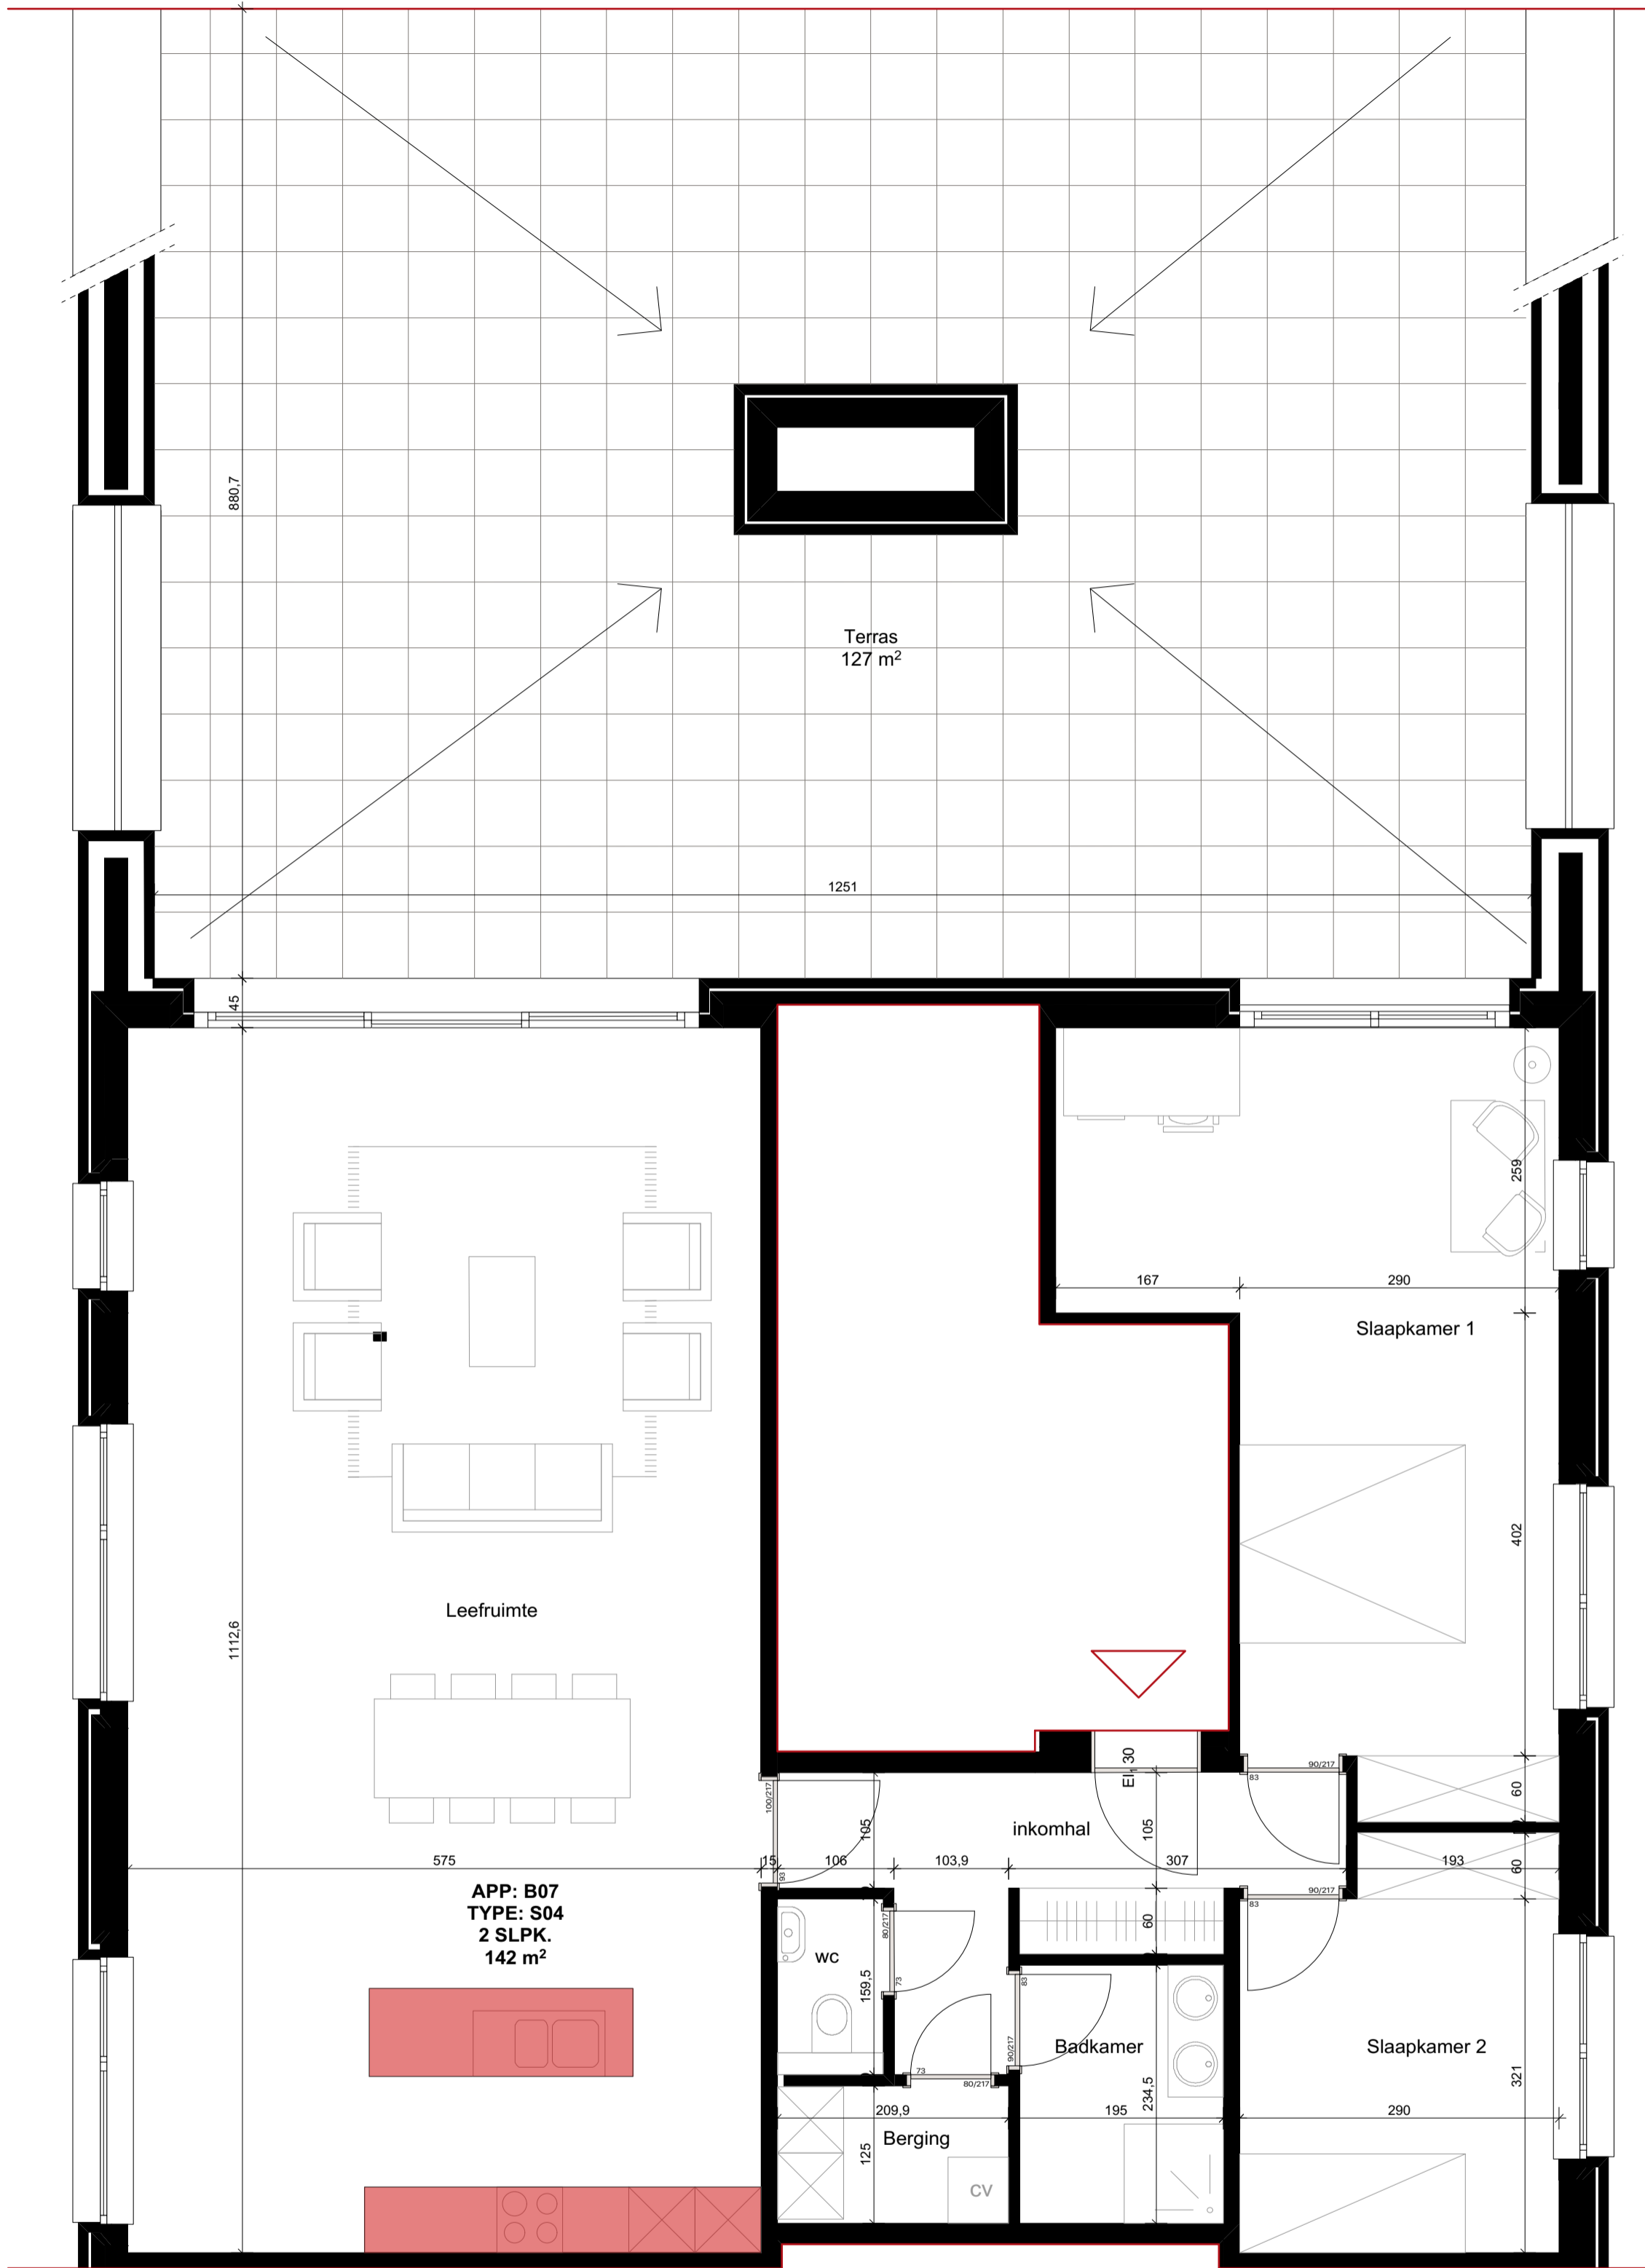 880,7
Terras
127 m²
1251
45
259
167
290
Slaapkamer 1
402
Leefruimte
1112,6
EI₁ 30
90/217
83
60
100/217
105
inkomhal
105
575
15
93
106
103,9
307
193
60
90/217
83
APP: B07
TYPE: S04
2 SLPK.
142 m²
80/217
wc
73
159,5
60
83
90/217
Badkamer
Slaapkamer 2
73
80/217
234,5
321
209,9
195
290
Berging
125
CV